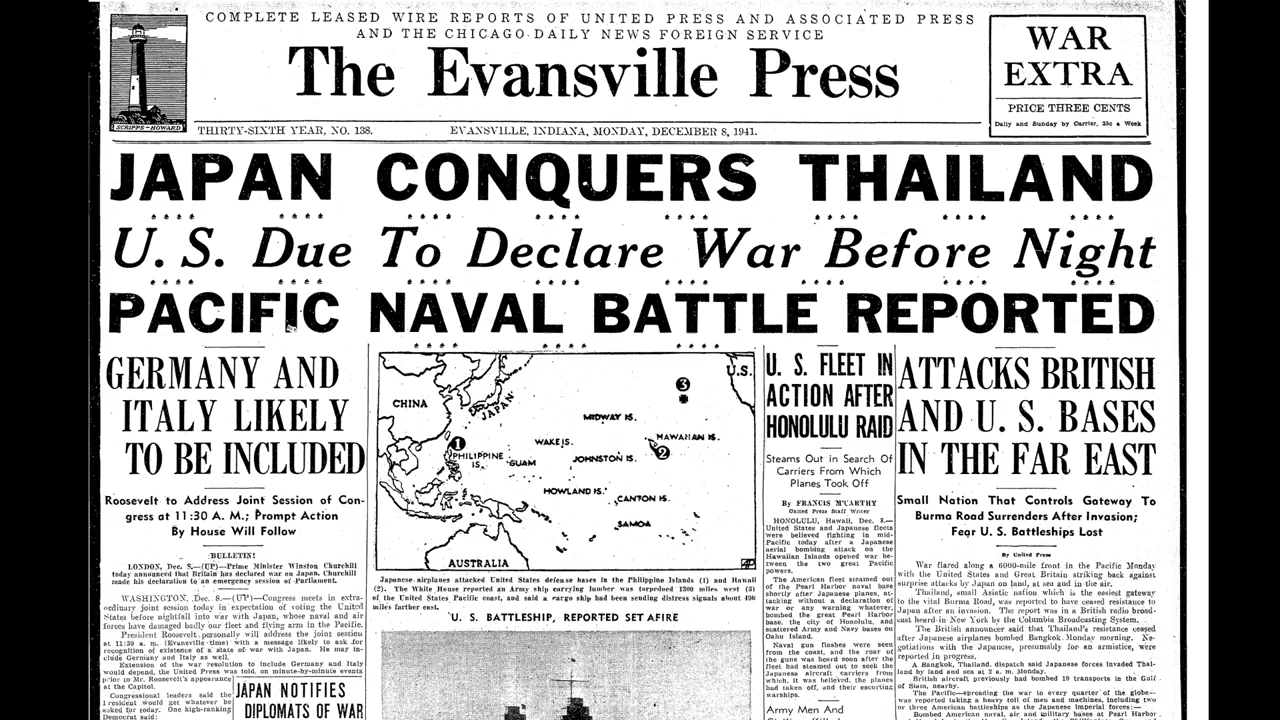 COMPLETE LEASED WIRE REPORTS OF UNITED PRESS AND ASSOCIATED PRESS
AND THE CHICAGO DAILY NEWS FOREIGN SERVICE
The Evansville Press
SCRIPPS-HOWARD
WAR
EXTRA
PRICE THREE CENTS
Daily and Sunday by Carrier, 25c a Week
THIRTY-SIXTH YEAR, NO. 138.
EVANSVILLE, INDIANA, MONDAY, DECEMBER 8, 1941.
JAPAN CONQUERS THAILAND
U. S. Due To Declare War Before Night
PACIFIC NAVAL BATTLE REPORTED
GERMANY AND
ITALY LIKELY
TO BE INCLUDED
Roosevelt to Address Joint Session of Con-
gress at 11:30 A. M.; Prompt Action
By House Will Follow
BULLETIN!
LONDON, Dec. 8.—(UP)—Prime Minister Winston Churchill
today announced that Britain has declared war on Japan. Churchill
made his declaration to an emergency session of Parliament.
WASHINGTON, Dec. 8—(UP)—Congress meets in extra-
ordinary joint session today in expectation of voting the United
States before nightfall into war with Japan, whose naval and air
forces have damaged badly our fleet and flying arm in the Pacific.
President Roosevelt personally will address the joint session
at 11:30 a. m. (Evansville time) with a message likely to ask for
recognition of existence of a state of war with Japan. He may in-
clude Germany and Italy as well.
Extension of the war resolution to include Germany and Italy
would depend, the United Press was told, on minute-by-minute events
prior to Mr. Roosevelt's appearance
at the Capitol.
Congressional leaders said the
President would get whatever he
asked for today. One high-ranking
Democrat said:
JAPAN NOTIFIES
DIPLOMATS OF WAR
CHINA
JAPAN
U.S.
3
MIDWAY IS.
1
PHILIPPINE
IS.
GUAM
WAKE IS.
JOHNSTON IS.
HAWAIIAN IS.
2
HOWLAND IS.
CANTON IS.
SAMOA
AUSTRALIA
AP
Japanese airplanes attacked United States defense bases in the Philippine Islands (1) and Hawaii
(2). The White House reported an Army ship carrying lumber was torpedoed 1300 miles west (3)
of the United States Pacific coast, and said a cargo ship had been sending distress signals about 400
miles farther east.
U. S. BATTLESHIP, REPORTED SET AFIRE
U. S. FLEET IN
ACTION AFTER
HONOLULU RAID
Steams Out in Search Of
Carriers From Which
Planes Took Off
By FRANCIS M'CARTHY
United Press Staff Writer
HONOLULU, Hawaii, Dec. 8.—
United States and Japanese fleets
were believed fighting in mid-
Pacific today after a Japanese
aerial bombing attack on the
Hawaiian Islands opened war be-
tween the two great Pacific
powers.
The American fleet steamed out
of the Pearl Harbor naval base
shortly after Japanese planes, at-
tacking without a declaration of
war or any warning whatever,
bombed the great Pearl Harbor
base, the city of Honolulu, and
scattered Army and Navy bases on
Oahu Island.
Naval gun flashes were seen
from the coast, and the roar of
the guns was heard soon after the
fleet had steamed out to seek the
Japanese aircraft carriers from
which, it was believed, the planes
had taken off, and their escorting
warships.
Army Men And
ATTACKS BRITISH
AND U. S. BASES
IN THE FAR EAST
Small Nation That Controls Gateway To
Burma Road Surrenders After Invasion;
Fear U. S. Battleships Lost
By United Press
War flared along a 6000-mile front in the Pacific Monday
with the United States and Great Britain striking back against
surprise attacks by Japan on land, at sea and in the air.
Thailand, small Asiatic nation which is the easiest gateway
to the vital Burma Road, was reported to have ceased resistance to
Japan after an invasion. The report was in a British radio broad-
cast heard in New York by the Columbia Broadcasting System.
The British announcer said that Thailand's resistance ceased
after Japanese airplanes bombed Bangkok Monday morning. Ne-
gotiations with the Japanese, presumably for an armistice, were
reported in progress.
A Bangkok, Thailand, dispatch said Japanese forces invaded Thai-
land by land and sea at 2 a. m. Monday.
British aircraft previously had bombed 10 transports in the Gulf
of Siam, nearby.
The Pacific—spreading the war to every quarter of the globe—
was reported taking a heavy toll of men and machines, including two
or three American battleships as the Japanese imperial forces:—
Bombed American naval, air and military bases at Pearl Harbor